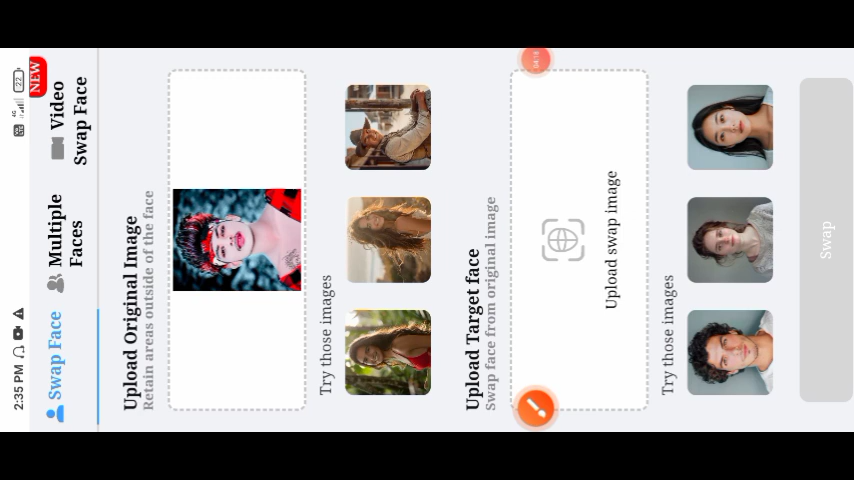 2:35 PM
4G
22
Swap Face
Multiple
Faces
Video
Swap Face
NEW
Upload Original Image
Retain areas outside of the face
Try those images
Upload Target face
Swap face from original image
Upload swap image
Try those images
Swap